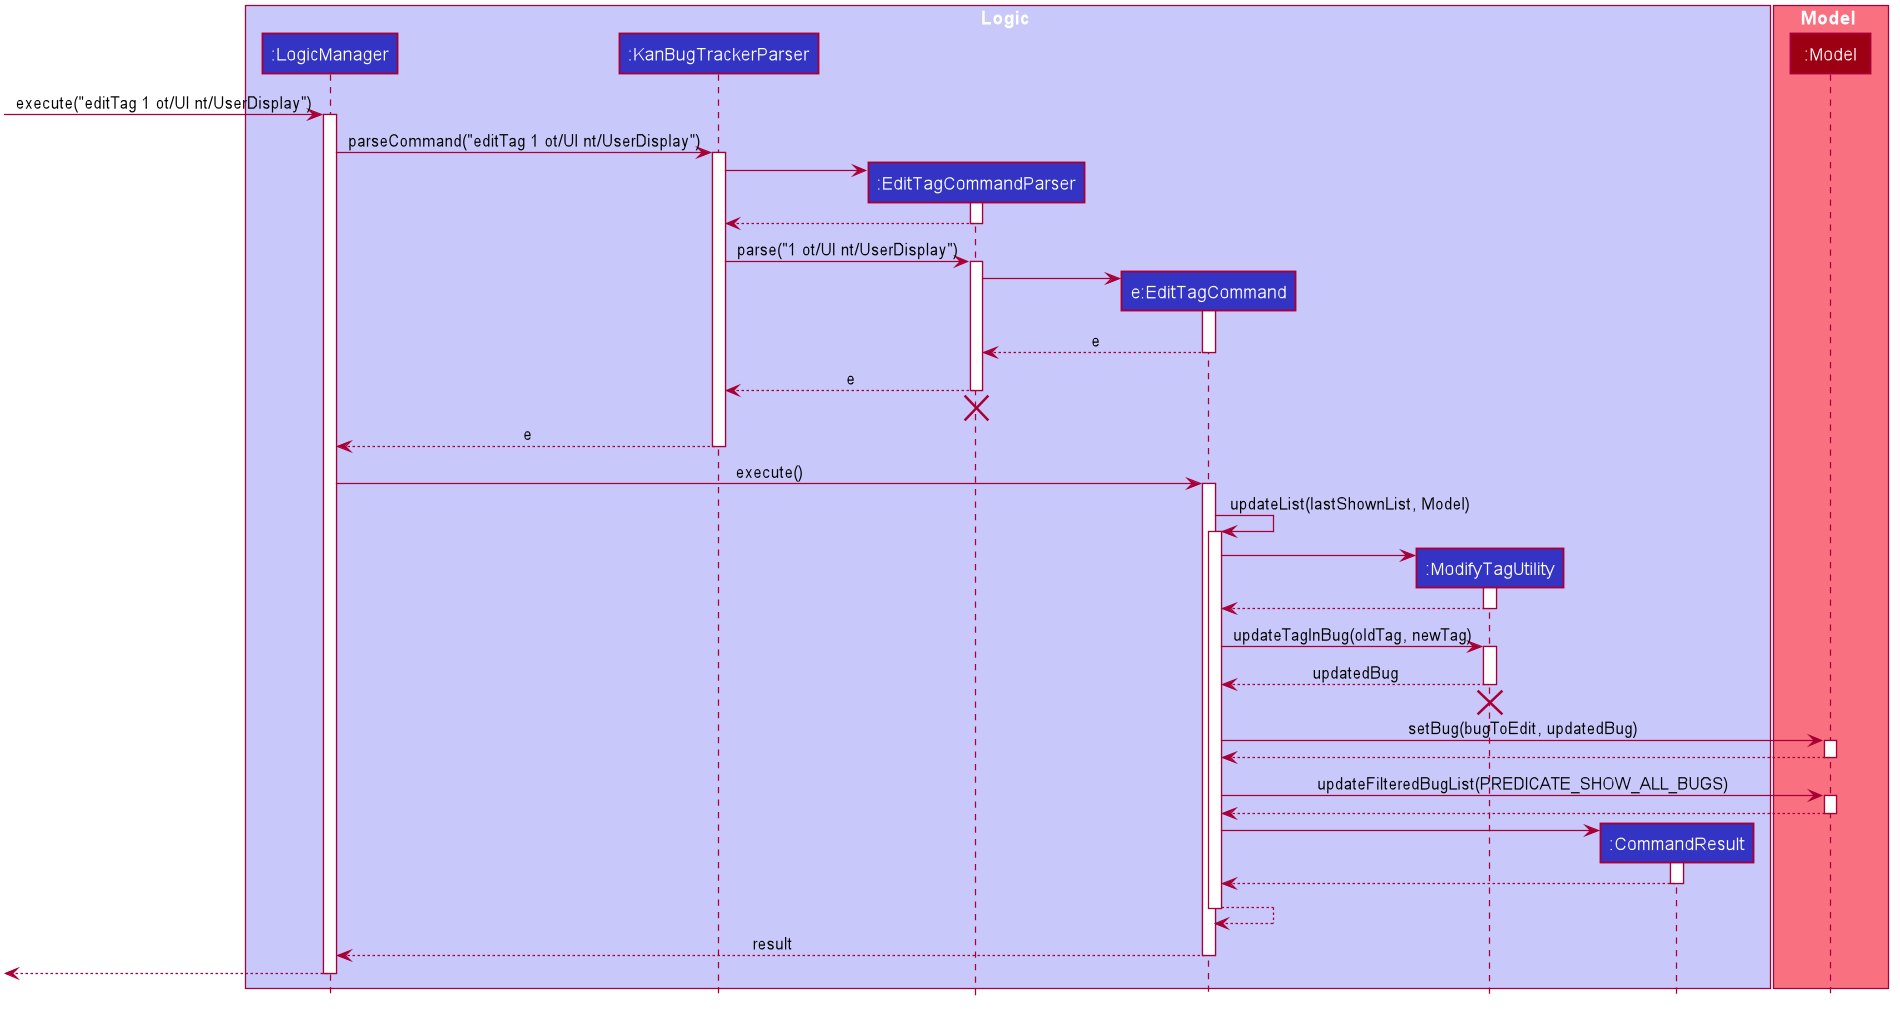 Logic
Model
:LogicManager
:KanBugTrackerParser
:Model
execute("editTag 1 ot/UI nt/UserDisplay")
parseCommand("editTag 1 ot/UI nt/UserDisplay")
:EditTagCommandParser
parse("1 ot/UI nt/UserDisplay")
e:EditTagCommand
e
e
e
execute()
updateList(lastShownList, Model)
:ModifyTagUtility
updateTagInBug(oldTag, newTag)
updatedBug
setBug(bugToEdit, updatedBug)
updateFilteredBugList(PREDICATE_SHOW_ALL_BUGS)
:CommandResult
result